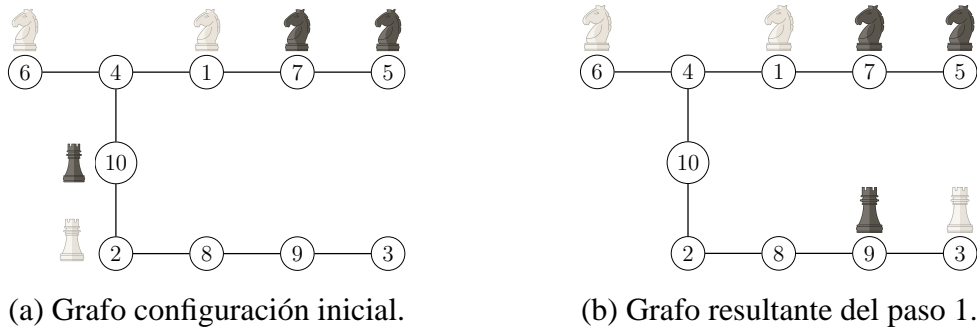 6 4 1 7 5 6 4 1 7 5
10 10
2 8 9 3 2 8 9 3
(a) Grafo configuración inicial. (b) Grafo resultante del paso 1.